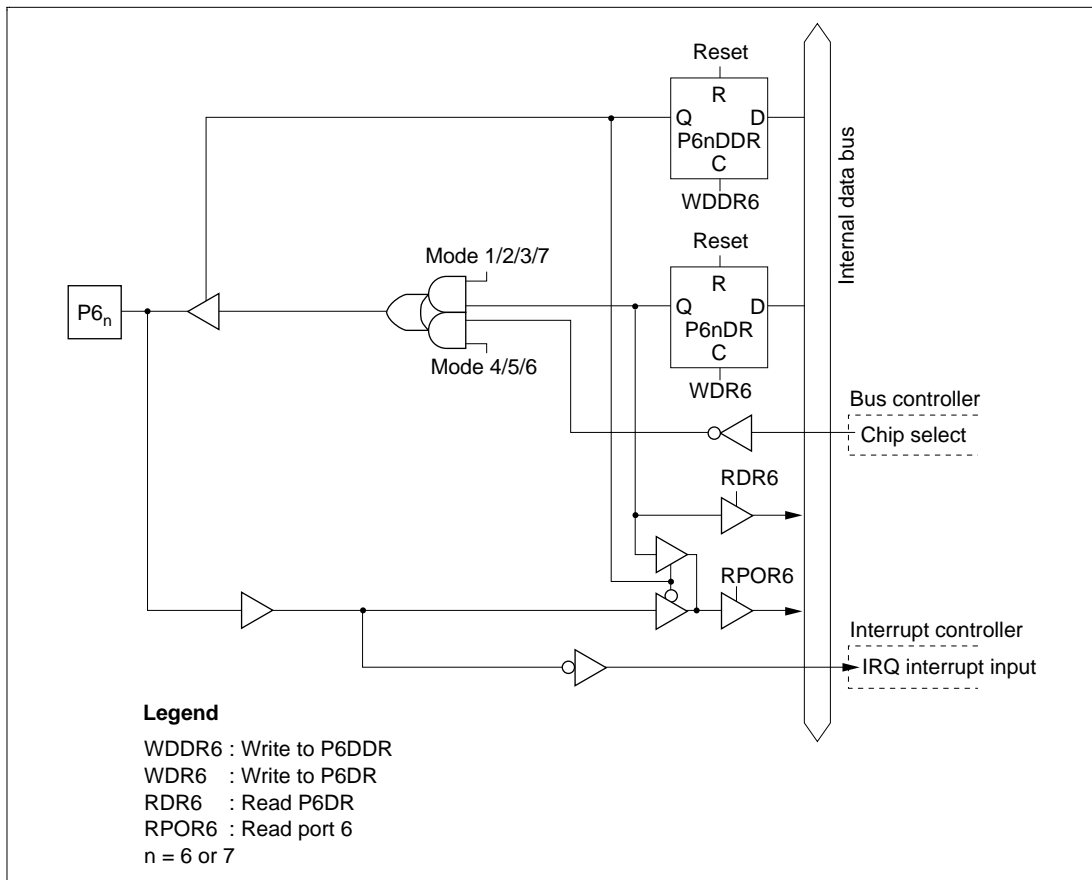 Reset
R
Q D
P6nDDR
C
WDDR6
Internal data bus
Reset
Mode 1/2/3/7
R
Q D
P6n
P6nDR
C
Mode 4/5/6
WDR6
Bus controller
Chip select
RDR6
RPOR6
Interrupt controller
IRQ interrupt input
Legend
WDDR6 : Write to P6DDR
WDR6 : Write to P6DR
RDR6 : Read P6DR
RPOR6 : Read port 6
n = 6 or 7